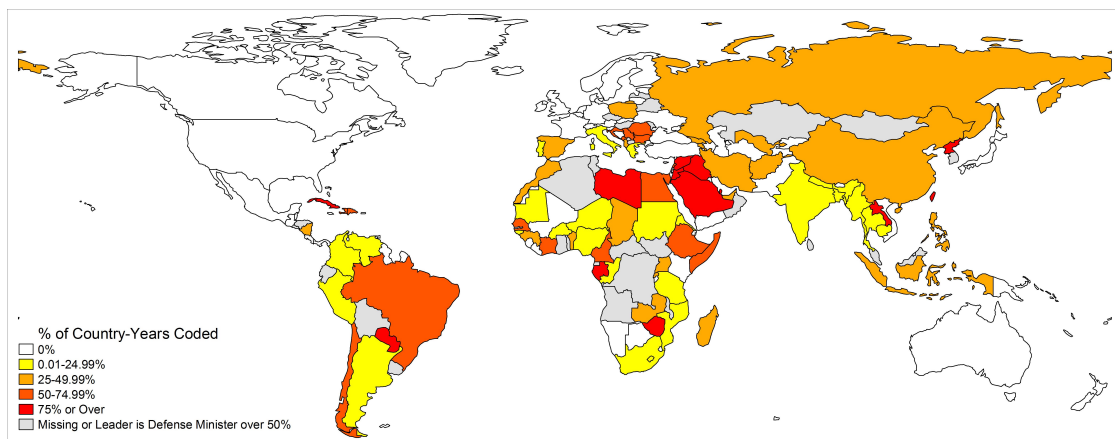 % of Country-Years Coded
0%
0.01-24.99%
25-49.99%
50-74.99%
75% or Over
Missing or Leader is Defense Minister over 50%